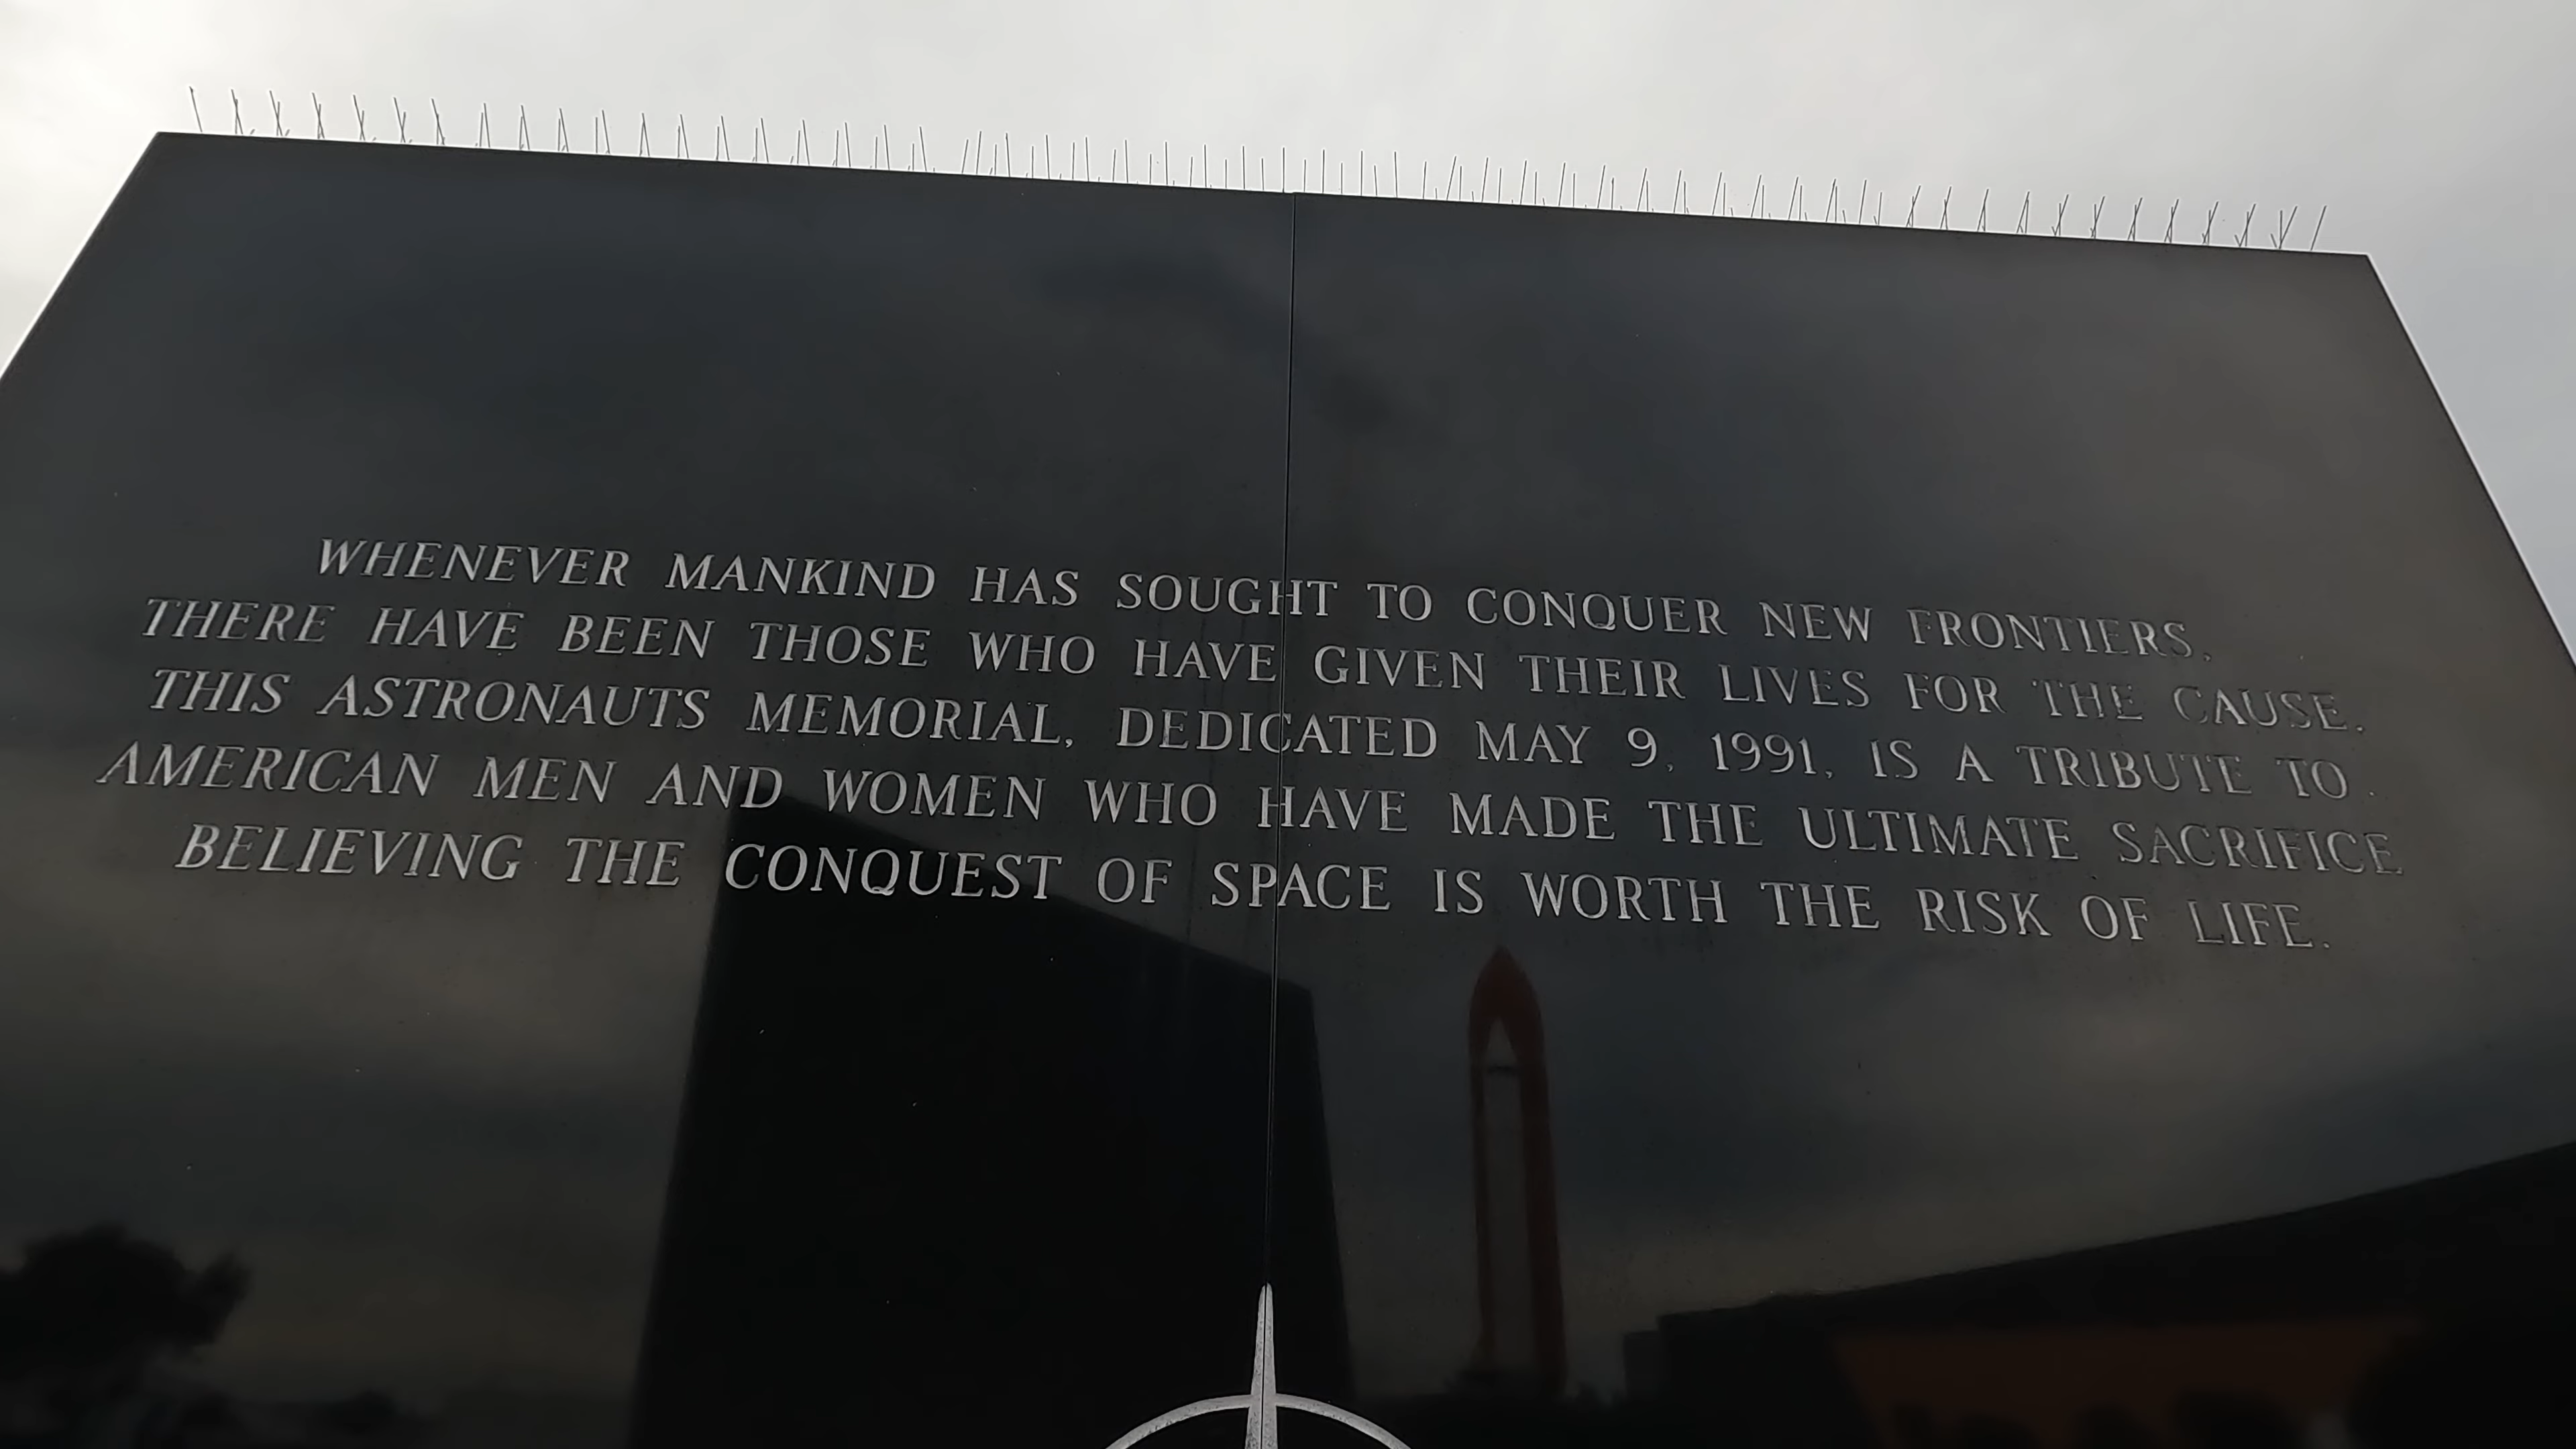 WHENEVER MANKIND HAS SOUGHT TO CONQUER NEW FRONTIERS,
THERE HAVE BEEN THOSE WHO HAVE GIVEN THEIR LIVES FOR THE CAUSE.
THIS ASTRONAUTS MEMORIAL, DEDICATED MAY 9, 1991, IS A TRIBUTE TO
AMERICAN MEN AND WOMEN WHO HAVE MADE THE ULTIMATE SACRIFICE
BELIEVING THE CONQUEST OF SPACE IS WORTH THE RISK OF LIFE.